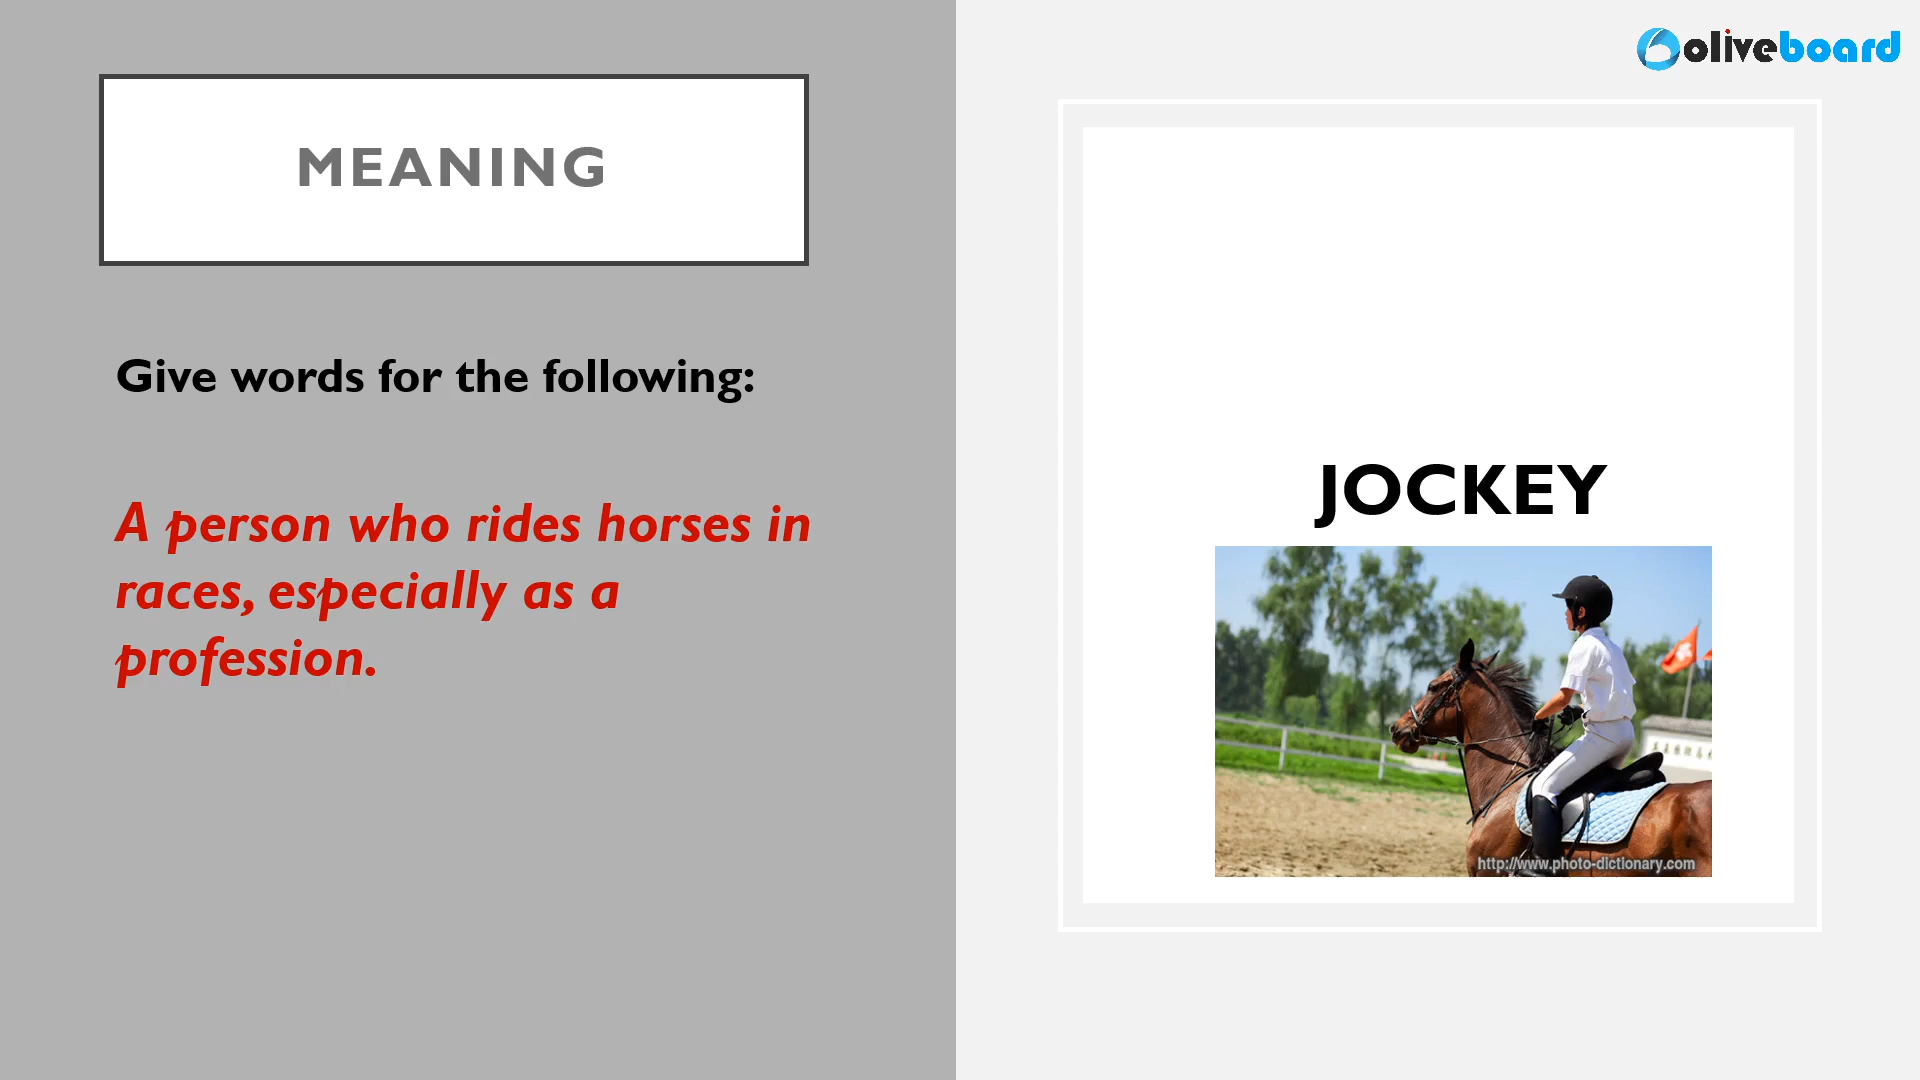 oliveboard
MEANING
Give words for the following:
A person who rides horses in
races, especially as a
profession.
JOCKEY
http://www.photo-dictionary.com